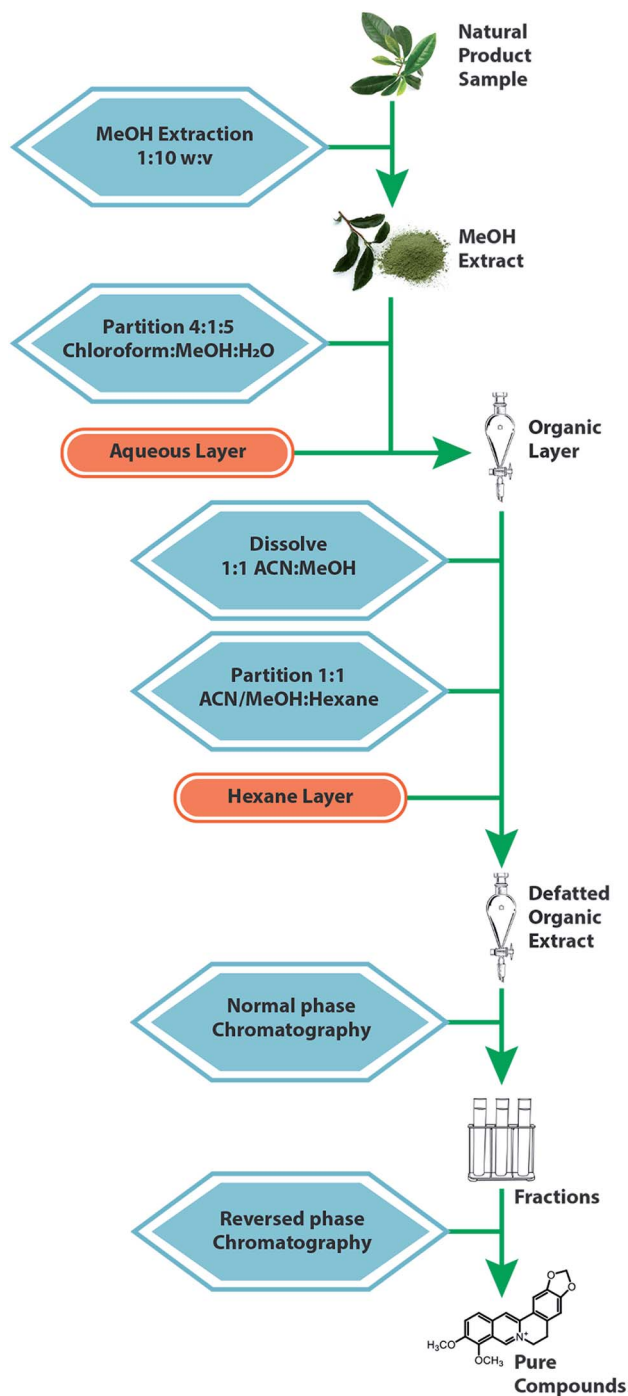 Natural
Product
Sample
MeOH Extraction
1:10 w:v
MeOH
Extract
Partition 4:1:5
Chloroform:MeOH:H₂O
Aqueous Layer
Organic
Layer
Dissolve
1:1 ACN:MeOH
Partition 1:1
ACN/MeOH:Hexane
Hexane Layer
Defatted
Organic
Extract
Normal phase
Chromatography
Fractions
Reversed phase
Chromatography
O
O
N+
H₃CO
OCH₃
Pure
Compounds